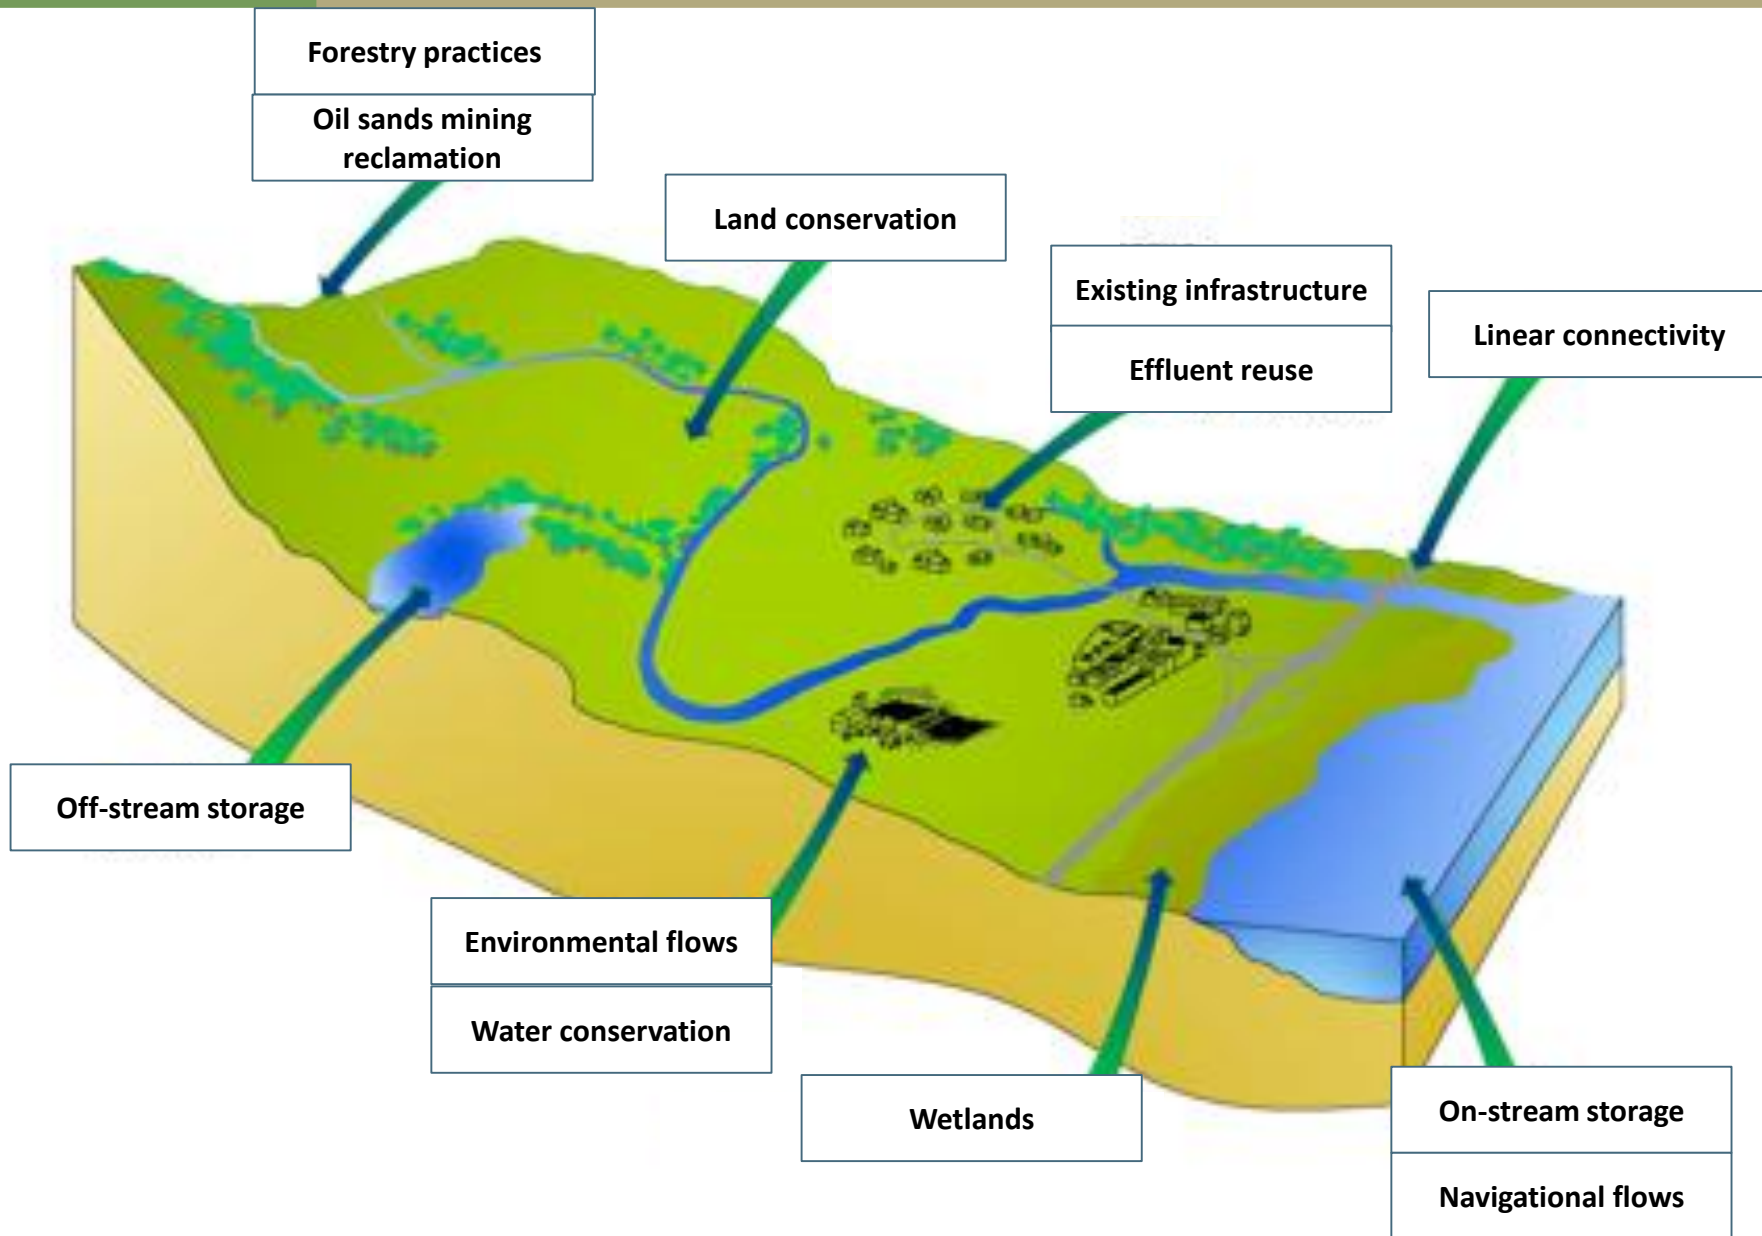 Forestry practices
Oil sands mining
reclamation
Land conservation
Existing infrastructure
Effluent reuse
Linear connectivity
Off-stream storage
Environmental flows
Water conservation
Wetlands
On-stream storage
Navigational flows